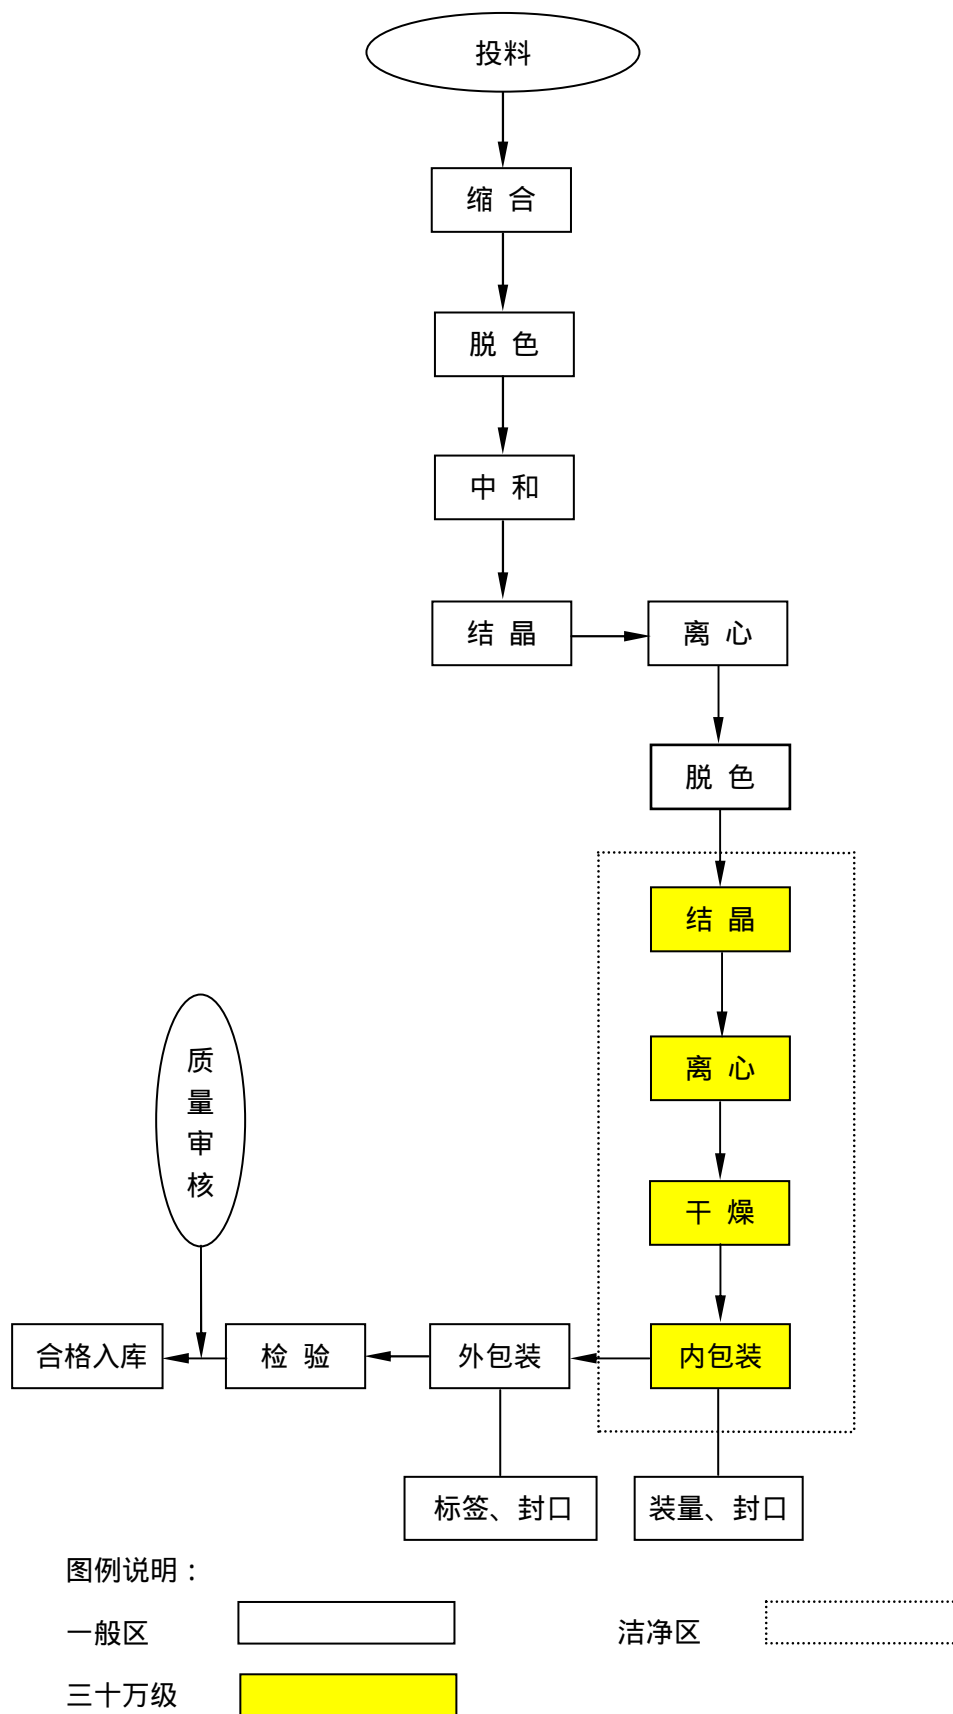 投料
缩 合
脱 色
中 和
结 晶
离 心
脱 色
结 晶
离 心
干 燥
质
量
审
核
合格入库
检 验
外包装
内包装
标签、封口
装量、封口
图例说明：
一般区
洁净区
三十万级